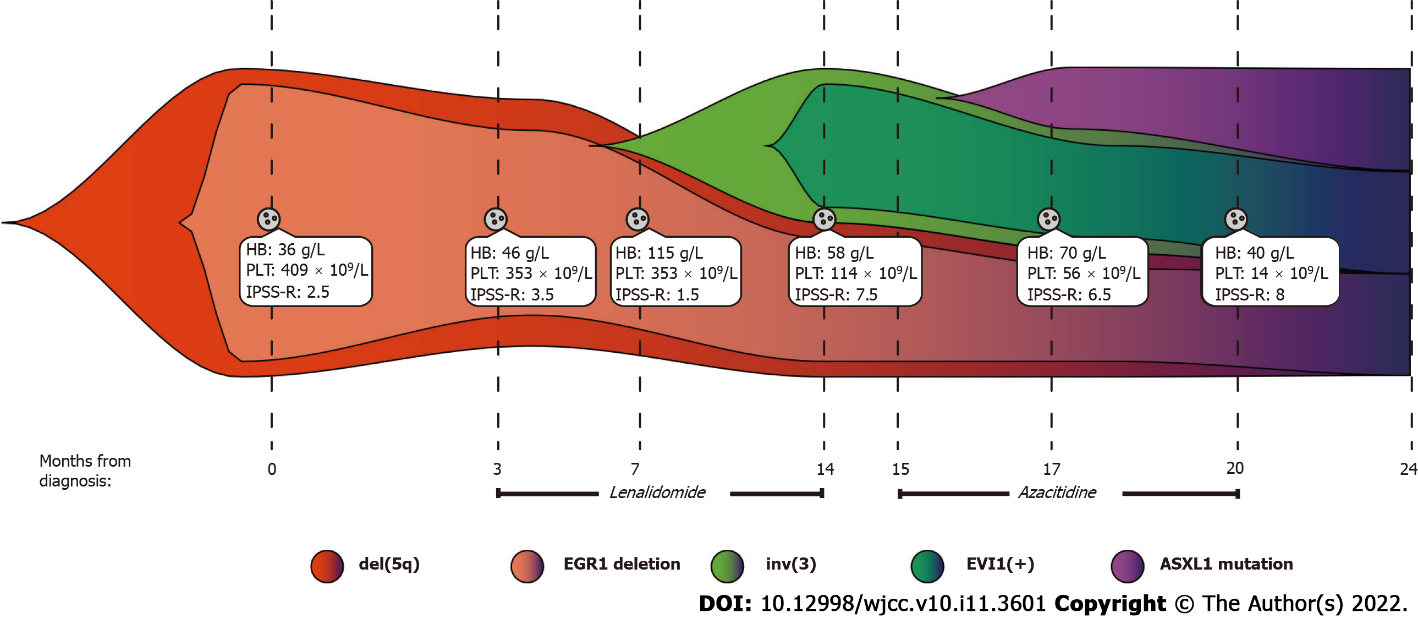 HB: 36 g/L
PLT: 409 × 10⁹/L
IPSS-R: 2.5
HB: 46 g/L
PLT: 353 × 10⁹/L
IPSS-R: 3.5
HB: 115 g/L
PLT: 353 × 10⁹/L
IPSS-R: 1.5
HB: 58 g/L
PLT: 114 × 10⁹/L
IPSS-R: 7.5
HB: 70 g/L
PLT: 56 × 10⁹/L
IPSS-R: 6.5
HB: 40 g/L
PLT: 14 × 10⁹/L
IPSS-R: 8
Months from
diagnosis:
0 3 7 14 15 17 20 24
Lenalidomide Azacitidine
del(5q) EGR1 deletion inv(3) EVI1(+) ASXL1 mutation
DOI: 10.12998/wjcc.v10.i11.3601 Copyright © The Author(s) 2022.